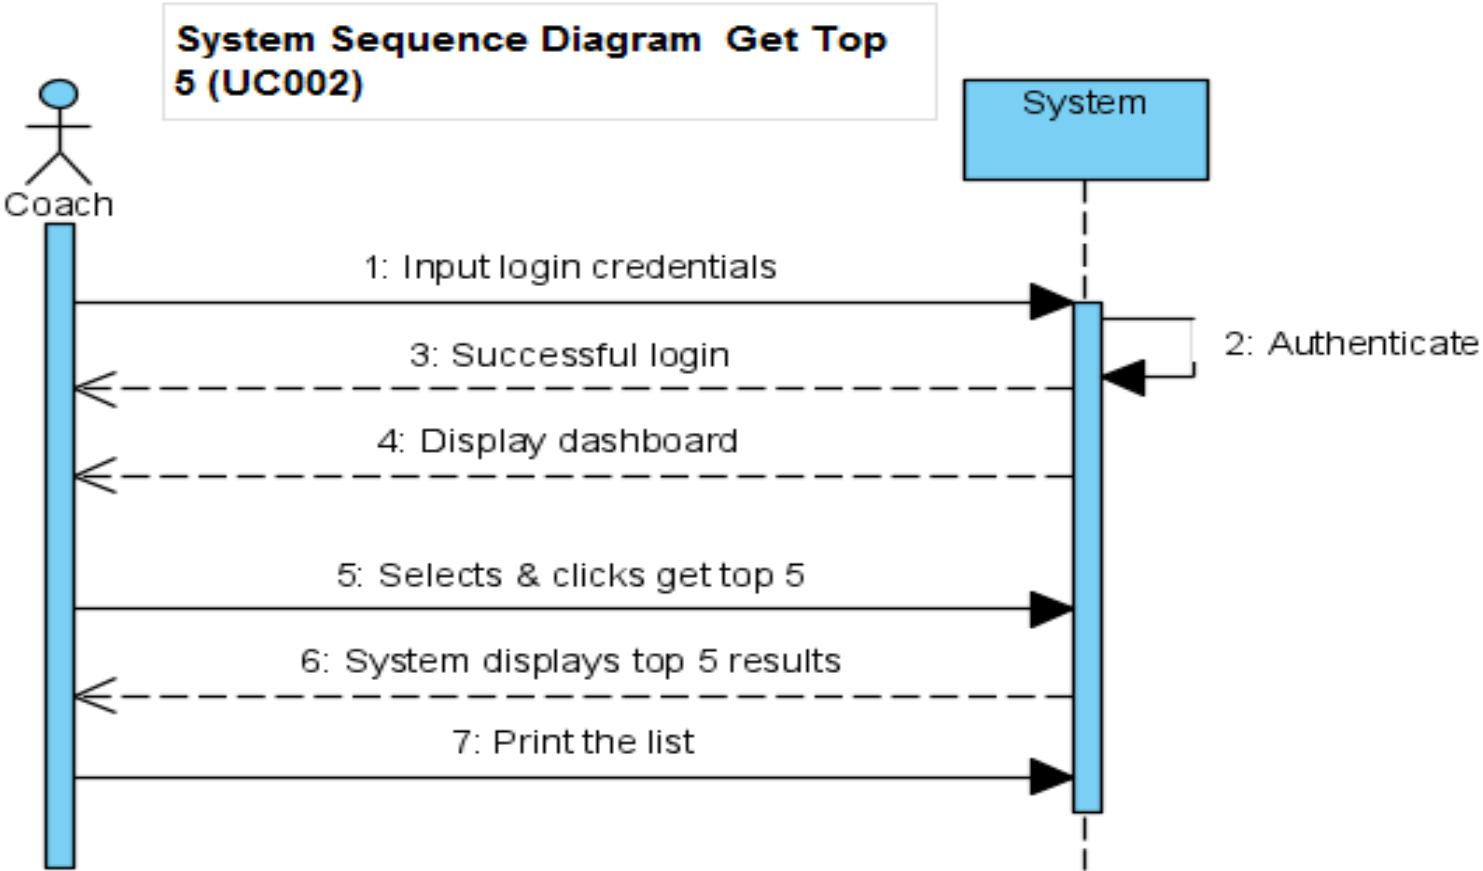 System Sequence Diagram Get Top
5 (UC002)
System
Coach
1: Input login credentials
2: Authenticate
3: Successful login
4: Display dashboard
5: Selects & clicks get top 5
6: System displays top 5 results
7: Print the list